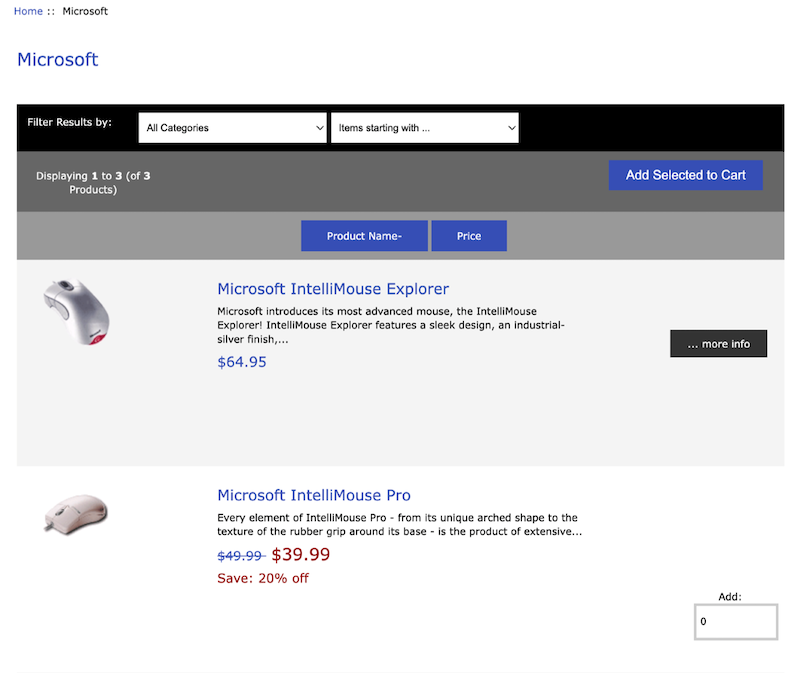 Home :: Microsoft
Microsoft
Filter Results by:
All Categories
Items starting with ...
Displaying 1 to 3 (of 3
Products)
Add Selected to Cart
Product Name-
Price
Microsoft IntelliMouse Explorer
Microsoft introduces its most advanced mouse, the IntelliMouse
Explorer! IntelliMouse Explorer features a sleek design, an industrial-
silver finish,...
$64.95
... more info
Microsoft IntelliMouse Pro
Every element of IntelliMouse Pro - from its unique arched shape to the
texture of the rubber grip around its base - is the product of extensive...
$49.99 $39.99
Save: 20% off
Add:
0